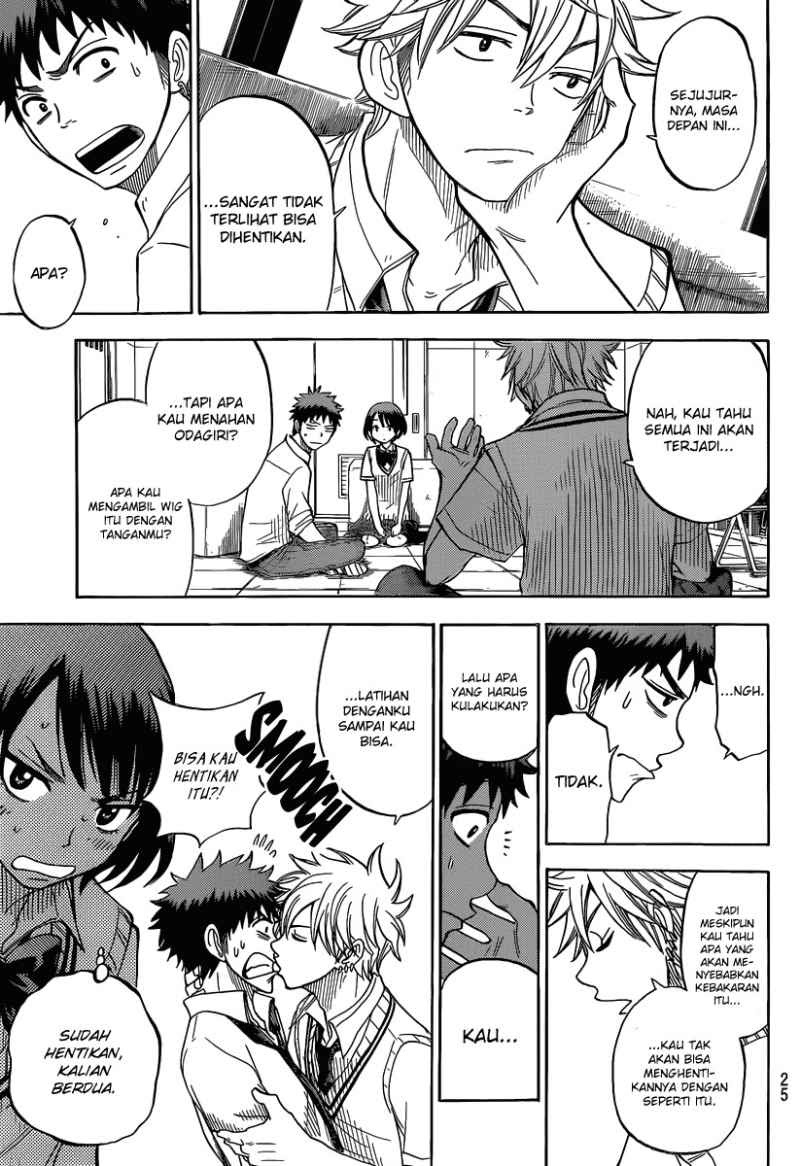 SEJUJUR-
NYA, MASA
DEPAN INI...
...SANGAT TIDAK
TERLIHAT BISA
DIHENTIKAN.
APA?
NAH, KAU TAHU
SEMUA INI AKAN
TERJADI...
...TAPI APA
KAU MENAHAN
ODAGIRI?
APA KAU
MENGAMBIL WIG
ITU DENGAN
TANGANMU?
...NGH.
TIDAK.
JADI
MESKIPUN
KAU TAHU
APA YANG
AKAN ME-
NYEBABKAN
KEBAKARAN
ITU...
...KAU TAK
AKAN BISA
MENGHENTI-
KANNYA DENGAN
SEPERTI ITU.
LALU APA
YANG HARUS
KULAKUKAN?
KAU...
...LATIHAN
DENGANKU
SAMPAI KAU
BISA.
SMOOCH
BISA KAU
HENTIKAN
ITU?!
SUDAH
HENTIKAN,
KALIAN
BERDUA.
25